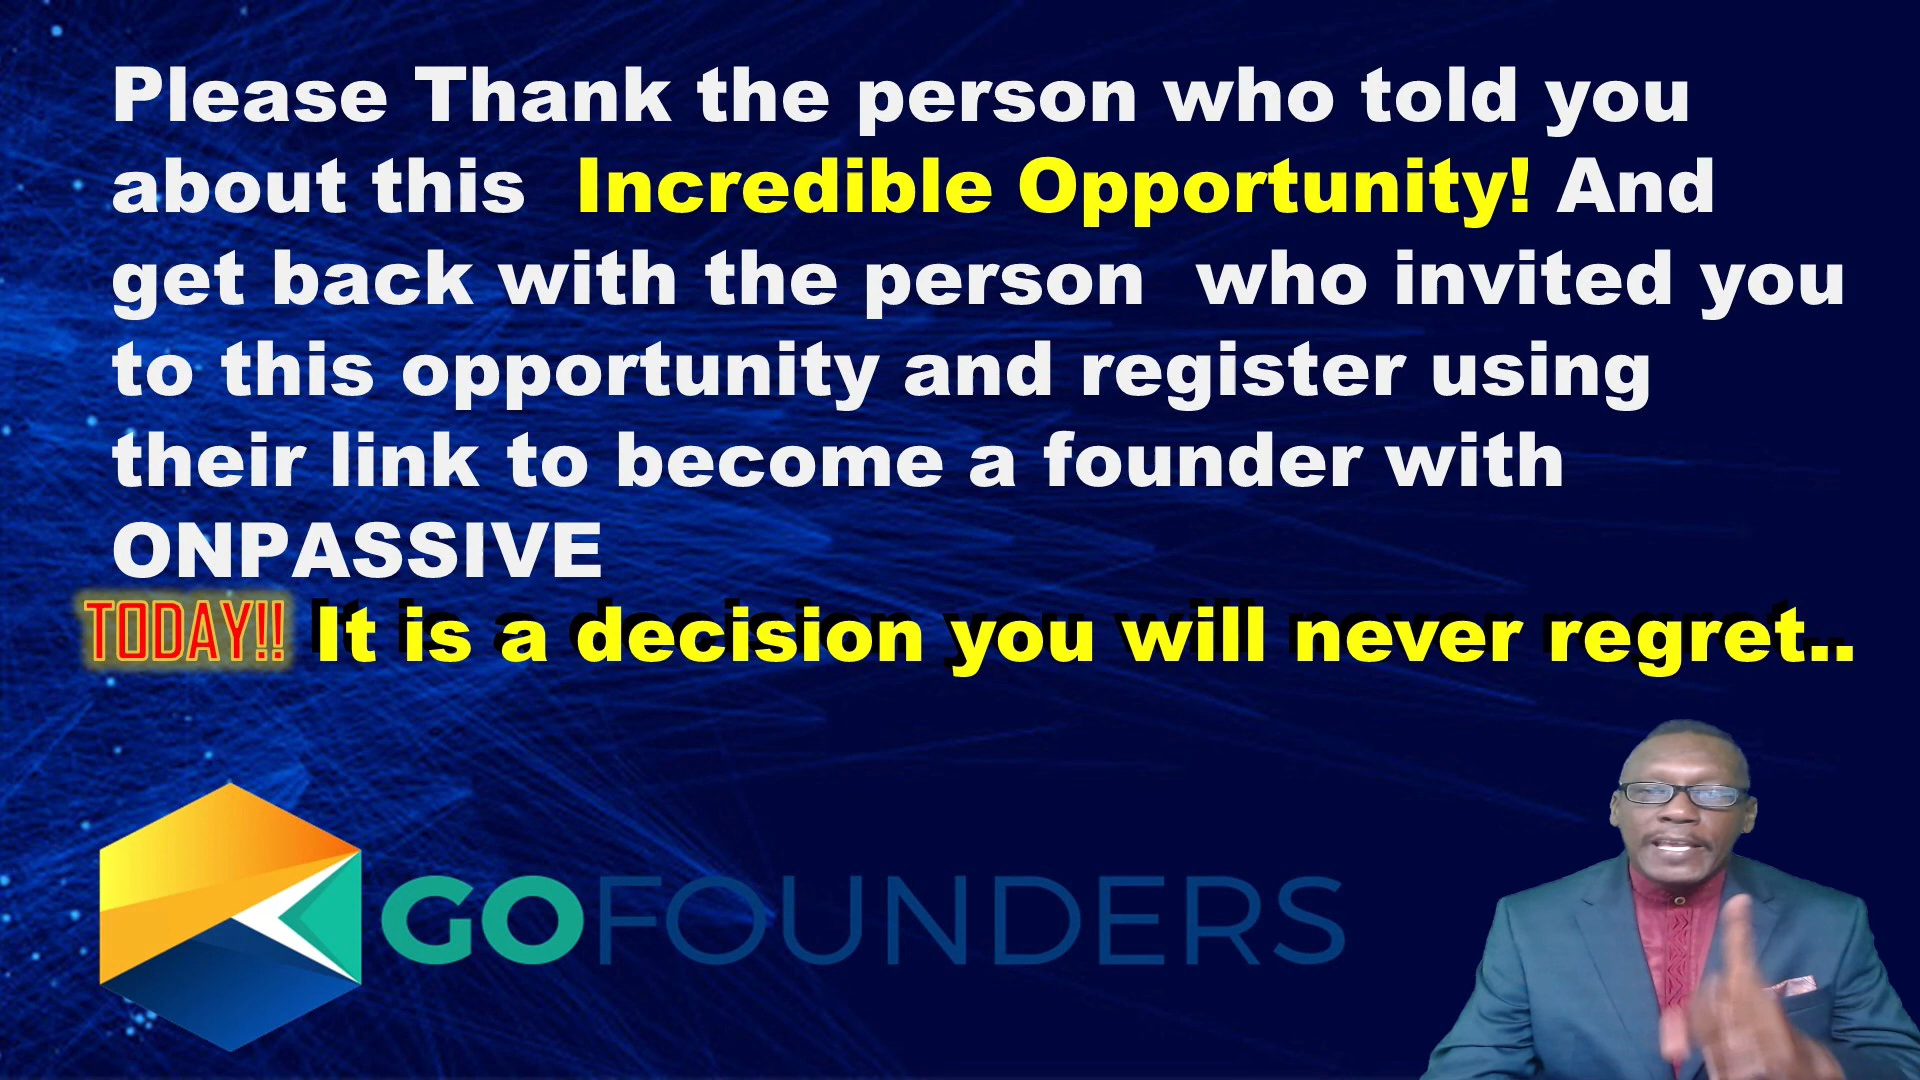 Please Thank the person who told you
about this Incredible Opportunity! And
get back with the person who invited you
to this opportunity and register using
their link to become a founder with
ONPASSIVE
TODAY!! It is a decision you will never regret..
GOFOUNDERS